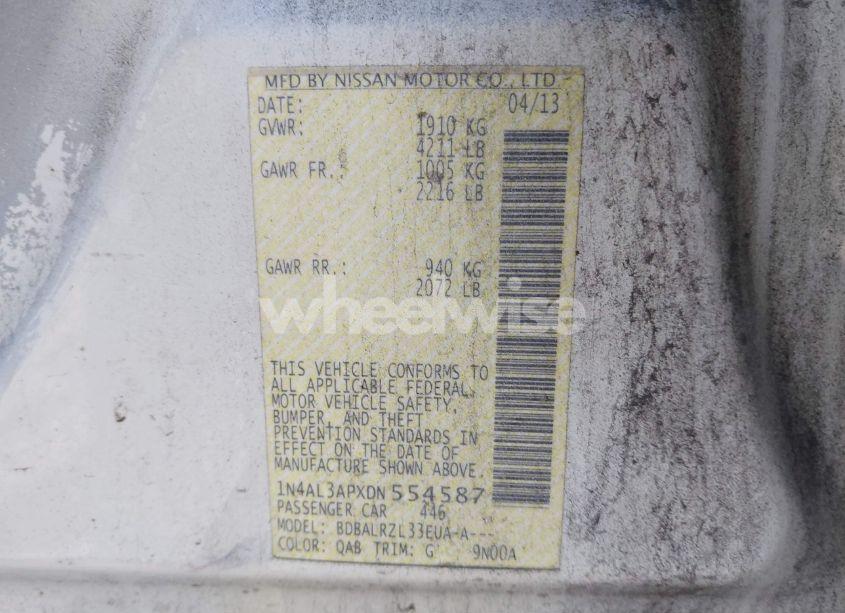 MFD BY NISSAN MOTOR CO., LTD
DATE: 04/13
GVWR: 1910 KG
4211 LB
GAWR FR.: 1005 KG
2216 LB
GAWR RR.: 940 KG
2072 LB
wheelwise
THIS VEHICLE CONFORMS TO
ALL APPLICABLE FEDERAL
MOTOR VEHICLE SAFETY,
BUMPER, AND THEFT
PREVENTION STANDARDS IN
EFFECT ON THE DATE OF
MANUFACTURE SHOWN ABOVE.
1N4AL3APXDN 554587
PASSENGER CAR 446
MODEL: BDBALRZL33EUA-A---
COLOR: QAB TRIM: G 9N00A